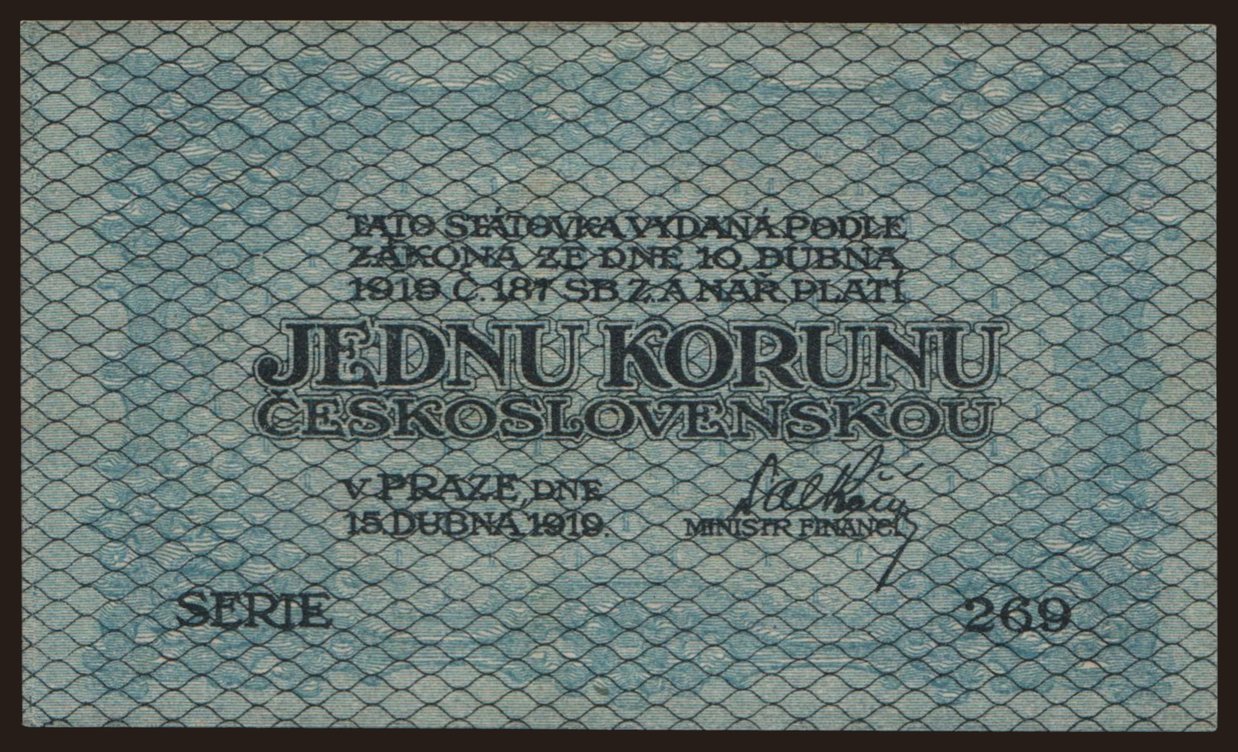 TATO STÁTOVKA VYDANÁ PODLE
ZÁKONA ZE DNE 10. DUBNA
1919 Č. 187 SB. Z. A NAŘ. PLATÍ
JEDNU KORUNU
ČESKOSLOVENSKOU
V PRAZE, DNE
15. DUBNA 1919.
MINISTR FINANCÍ
SERIE 269